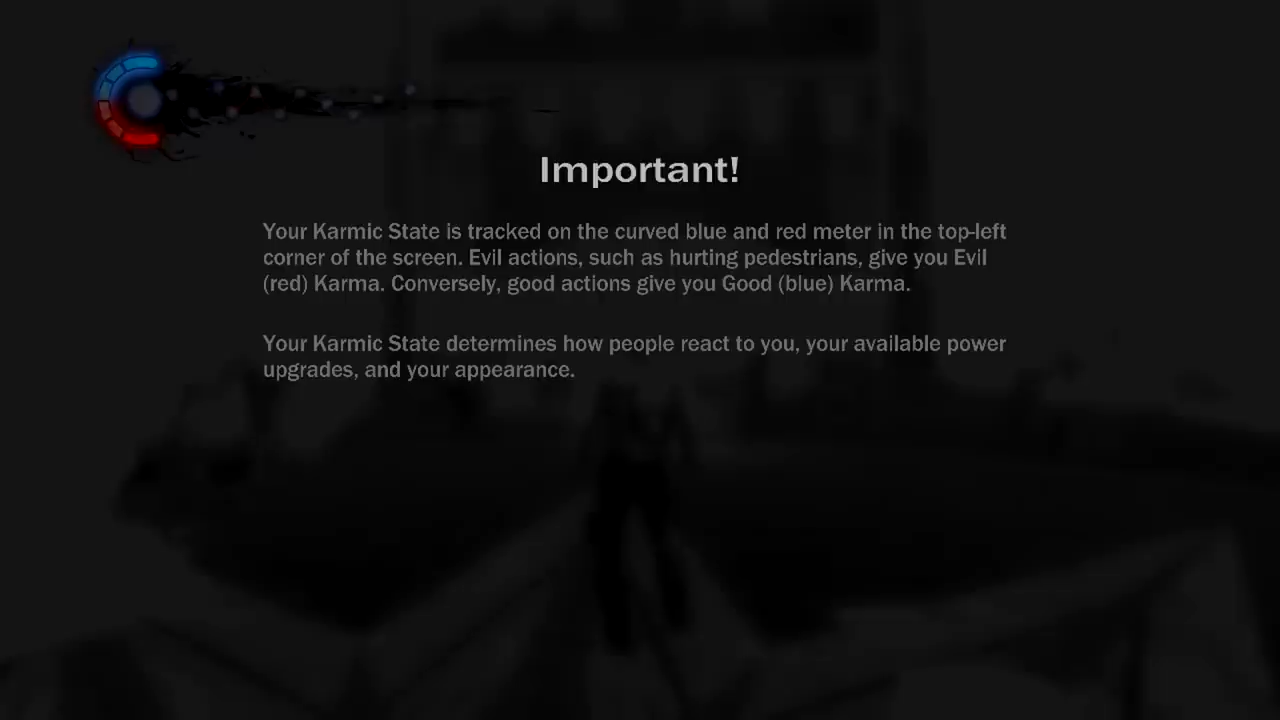 Important!
Your Karmic State is tracked on the curved blue and red meter in the top-left
corner of the screen. Evil actions, such as hurting pedestrians, give you Evil
(red) Karma. Conversely, good actions give you Good (blue) Karma.
Your Karmic State determines how people react to you, your available power
upgrades, and your appearance.